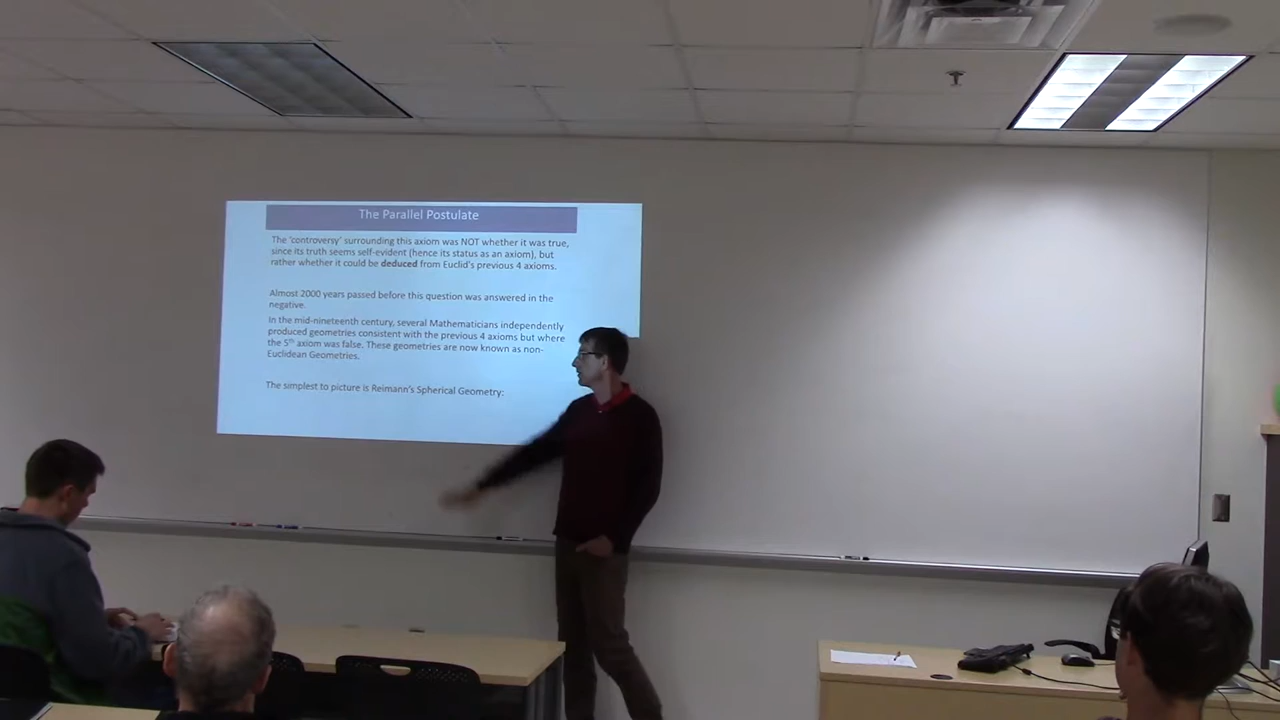 The Parallel Postulate
The 'controversy' surrounding this axiom was NOT whether it was true,
since its truth seems self-evident (hence its status as an axiom), but
rather whether it could be deduced from Euclid's previous 4 axioms.
Almost 2000 years passed before this question was answered in the
negative.
In the mid-nineteenth century, several Mathematicians independently
produced geometries consistent with the previous 4 axioms but where
the 5th axiom was false. These geometries are now known as non-
Euclidean Geometries.
The simplest to picture is Reimann's Spherical Geometry: